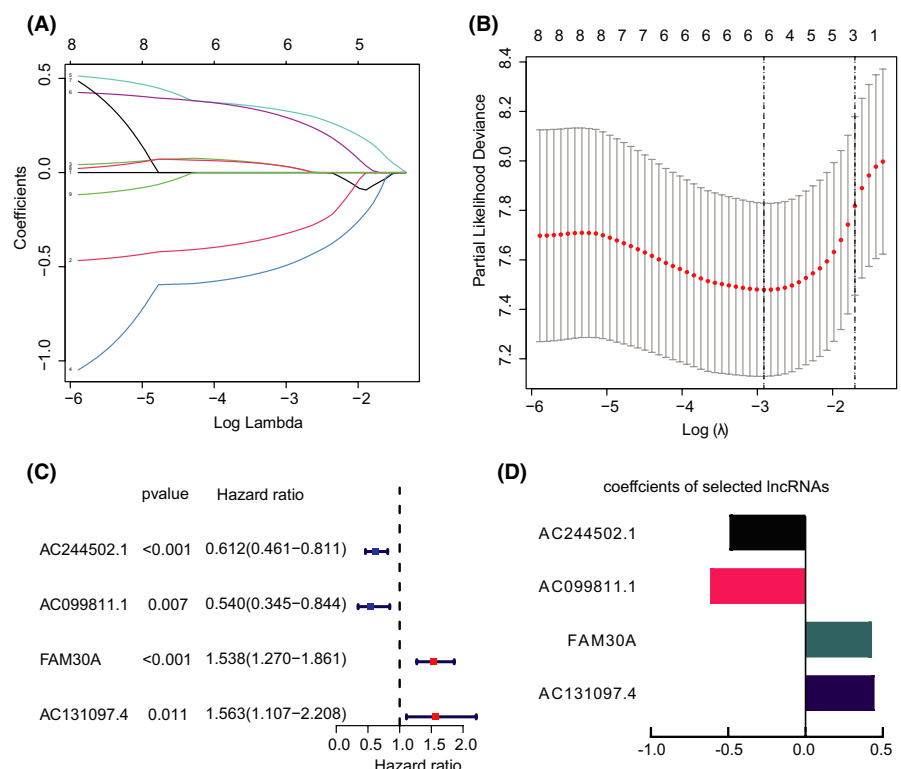 (A)
8 8 6 6 5
0.5
0.0
−0.5
−1.0
Coefficients
−6 −5 −4 −3 −2
Log Lambda
(B)
8 8 8 8 7 7 6 6 6 6 6 6 6 4 5 5 3 1
8.4
8.2
8.0
7.8
7.6
7.4
7.2
Partial Likelihood Deviance
−6 −5 −4 −3 −2
Log (λ)
(C)
pvalue Hazard ratio
AC244502.1 <0.001 0.612(0.461−0.811)
AC099811.1 0.007 0.540(0.345−0.844)
FAM30A <0.001 1.538(1.270−1.861)
AC131097.4 0.011 1.563(1.107−2.208)
0.0 0.5 1.0 1.5 2.0
Hazard ratio
(D)
coeffcients of selected lncRNAs
AC244502.1
AC099811.1
FAM30A
AC131097.4
-1.0 -0.5 0.0 0.5